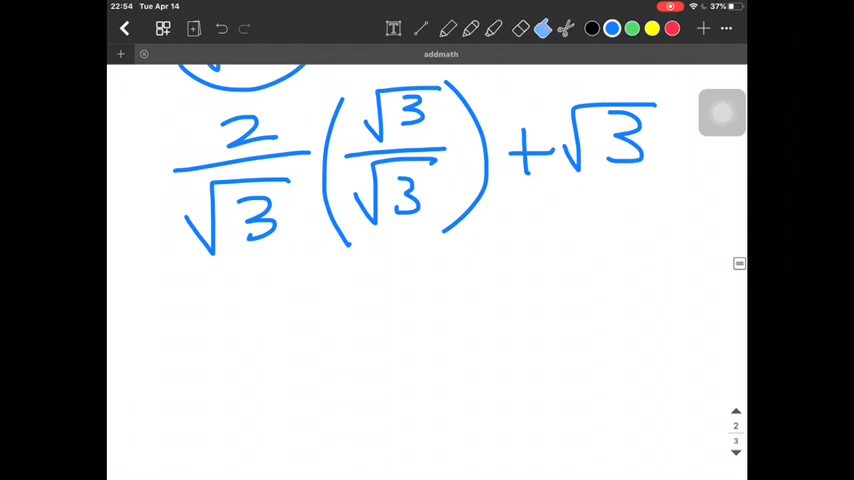 22:54 Tue Apr 14
37%
T
addmath
2/√3 (√3/√3) + √3
2
3